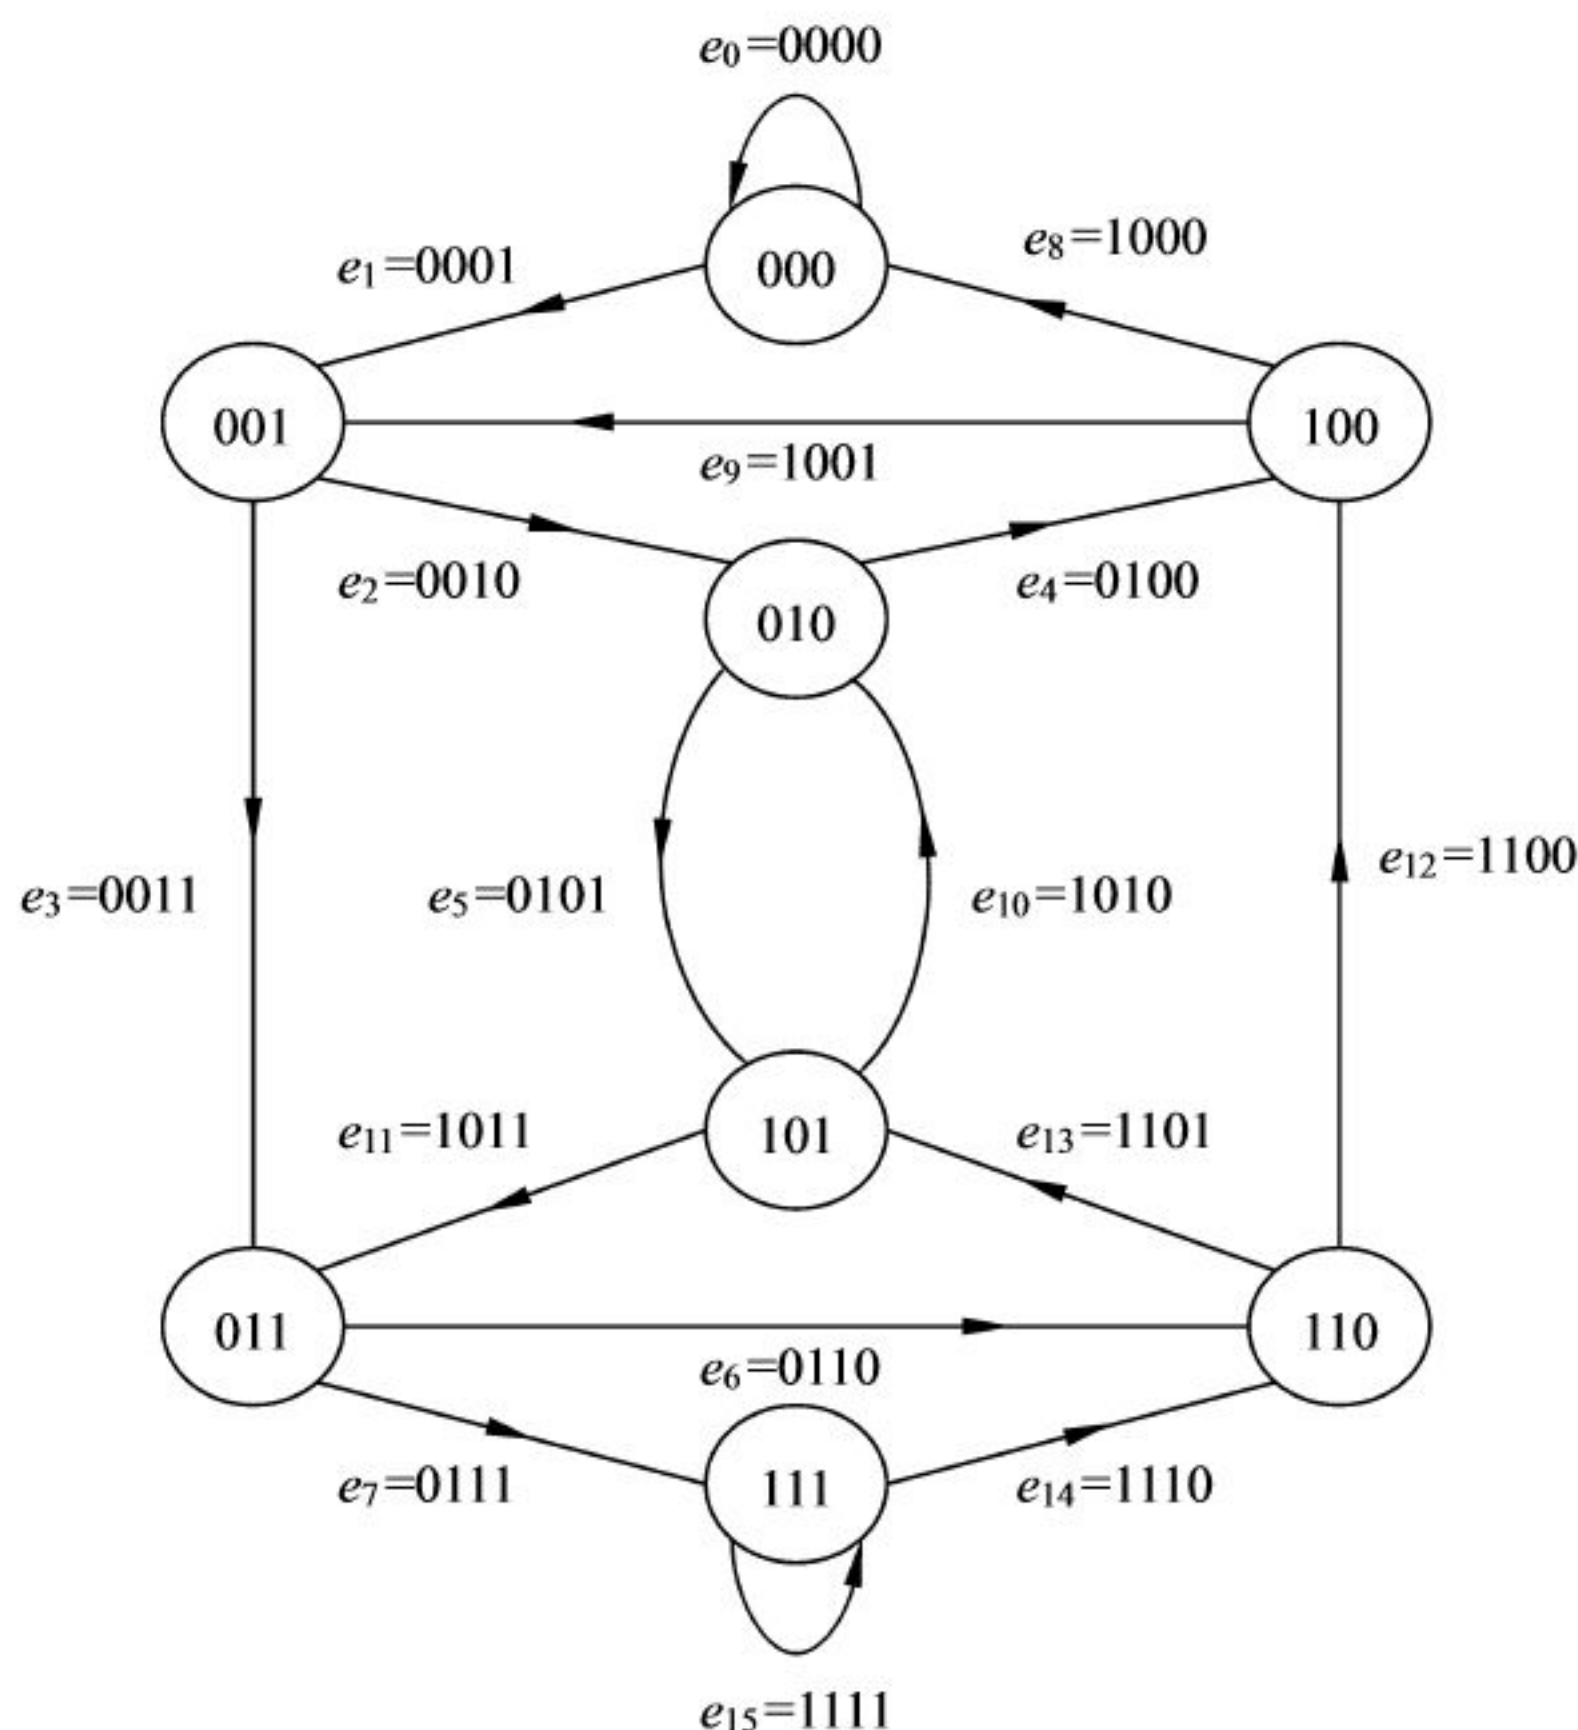 e₀=0000
e₈=1000
e₁=0001
000
001
100
e₉=1001
e₂=0010
010
e₄=0100
e₃=0011
e₅=0101
e₁₀=1010
e₁₂=1100
e₁₁=1011
101
e₁₃=1101
011
110
e₆=0110
e₇=0111
111
e₁₄=1110
e₁₅=1111